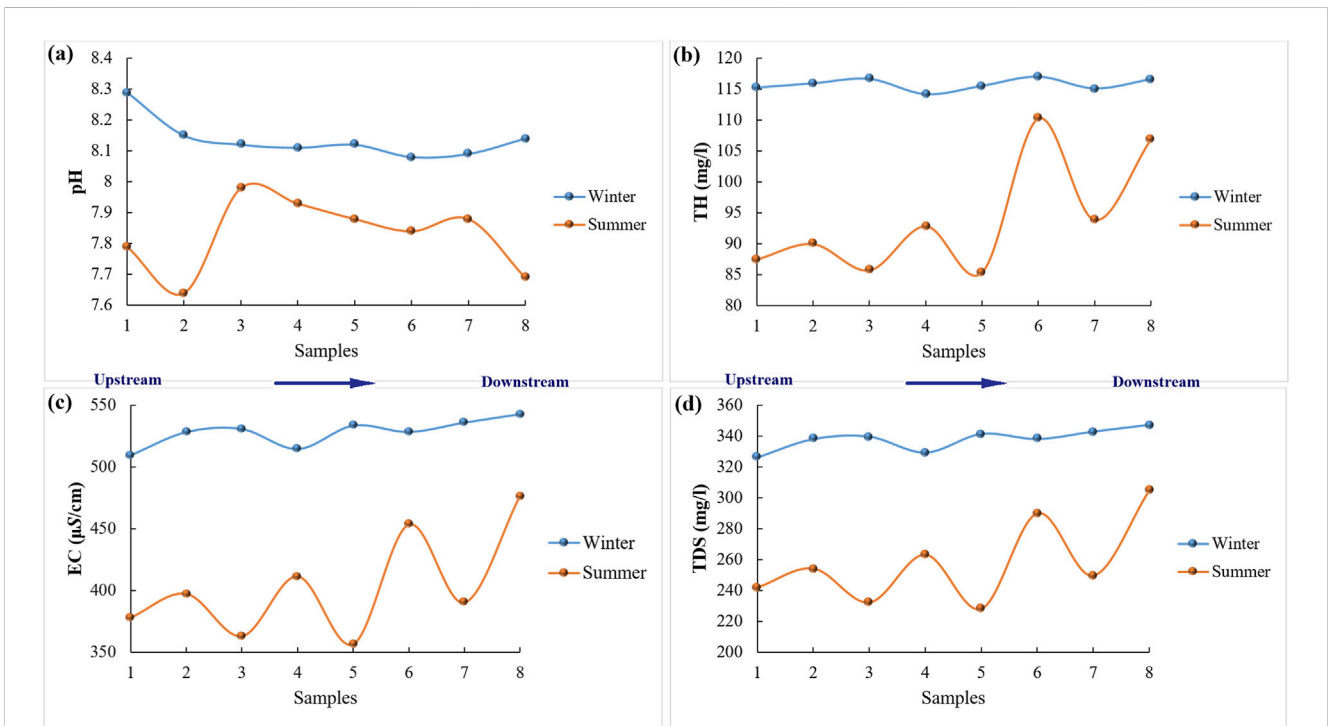 (a)
8.4
8.3
8.2
8.1
8
7.9
7.8
7.7
7.6
pH
1 2 3 4 5 6 7 8
Samples
Winter
Summer
(b)
120
115
110
105
100
95
90
85
80
TH (mg/l)
1 2 3 4 5 6 7 8
Samples
Winter
Summer
Upstream Downstream
Upstream Downstream
(c)
550
500
450
400
350
EC (µS/cm)
1 2 3 4 5 6 7 8
Samples
Winter
Summer
(d)
360
340
320
300
280
260
240
220
200
TDS (mg/l)
1 2 3 4 5 6 7 8
Samples
Winter
Summer